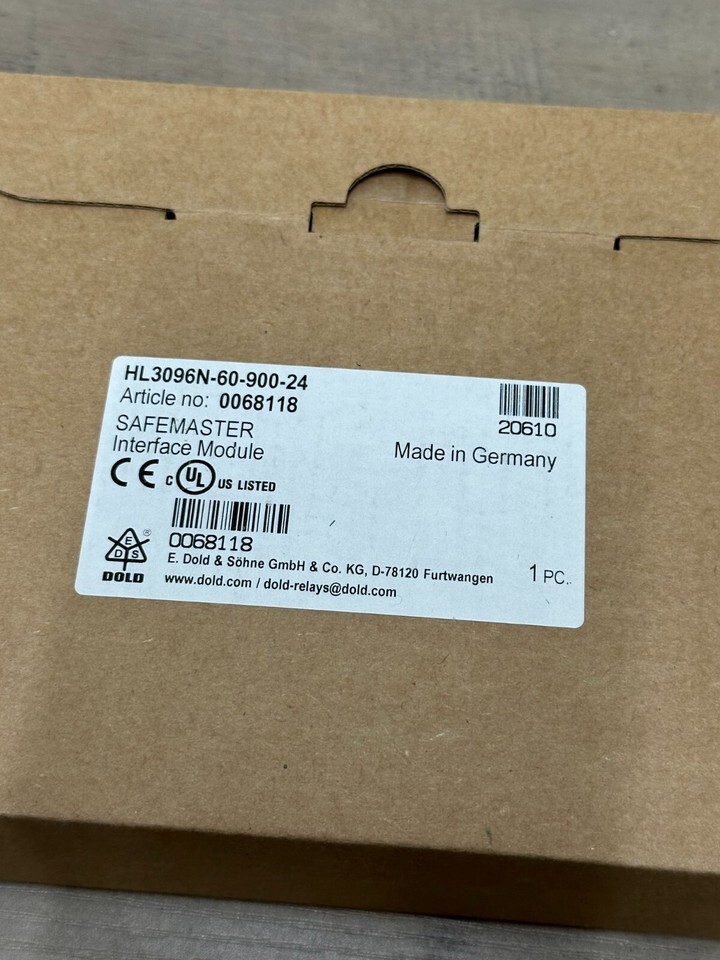 HL3096N-60-900-24
Article no: 0068118
20610
SAFEMASTER
Interface Module
Made in Germany
CE c UL US LISTED
®
E
D S
DOLD
0068118
E. Dold & Söhne GmbH & Co. KG, D-78120 Furtwangen
1 PC.
www.dold.com / dold-relays@dold.com